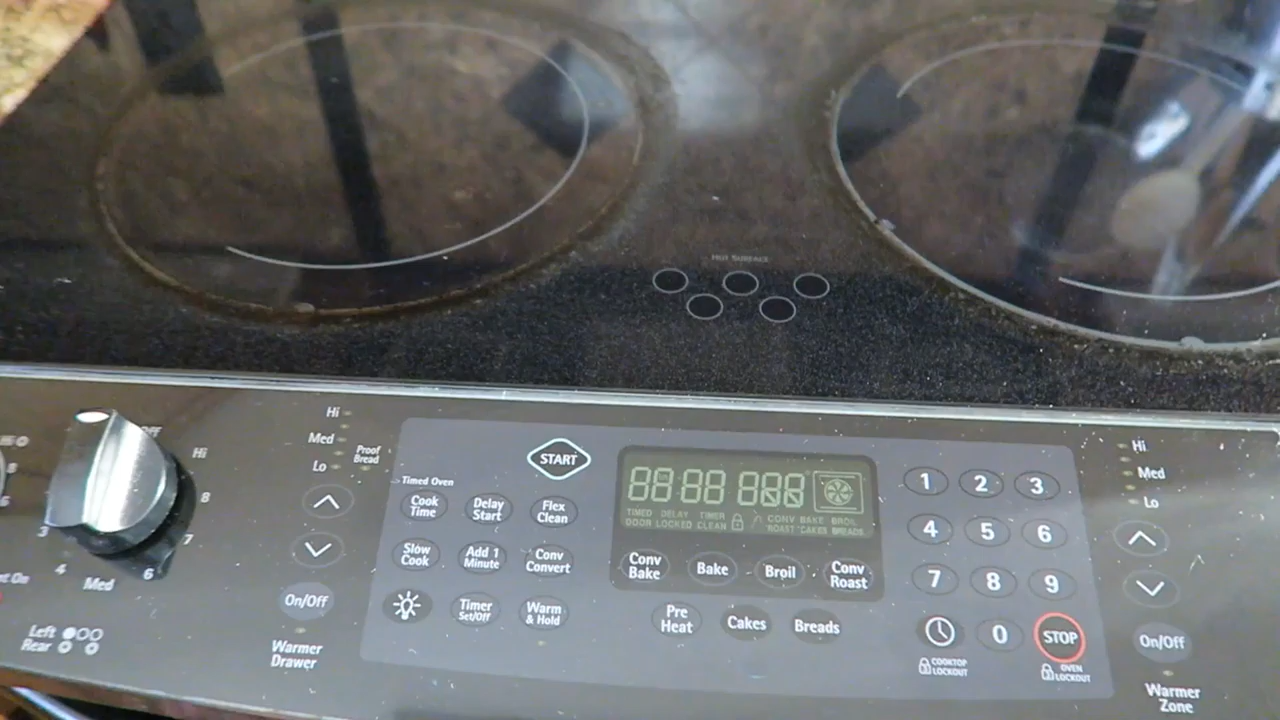 HOT SURFACE
Hi
Med
Lo
Proof
Bread
OFF
Hi
8
7
6
Med
4
3
Hi
8
6
Left
Rear
On/Off
Warmer
Drawer
START
Timed Oven
Cook
Time
Delay
Start
Flex
Clean
Slow
Cook
Add 1
Minute
Conv
Convert
Timer
Set/Off
Warm
& Hold
88:88 888
TIMED DELAY TIMER CONV BAKE BROIL
DOOR LOCKED CLEAN ROAST CAKES BREADS
Conv
Bake
Bake
Broil
Conv
Roast
Pre
Heat
Cakes
Breads
1 2 3
4 5 6
7 8 9
0 STOP
COOKTOP
LOCKOUT
OVEN
LOCKOUT
Hi
Med
Lo
On/Off
Warmer
Zone